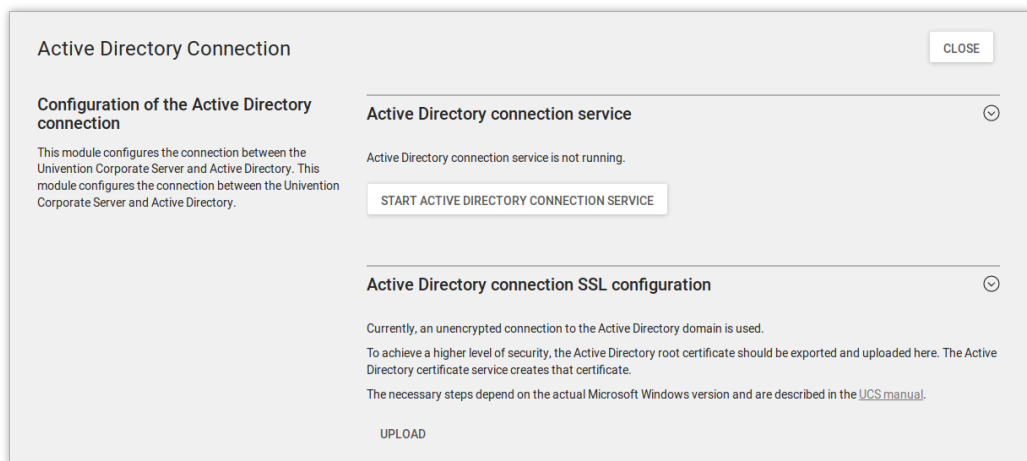 Active Directory Connection
CLOSE
Configuration of the Active Directory
connection
This module configures the connection between the
Univention Corporate Server and Active Directory. This
module configures the connection between the Univention
Corporate Server and Active Directory.
Active Directory connection service
Active Directory connection service is not running.
START ACTIVE DIRECTORY CONNECTION SERVICE
Active Directory connection SSL configuration
Currently, an unencrypted connection to the Active Directory domain is used.
To achieve a higher level of security, the Active Directory root certificate should be exported and uploaded here. The Active
Directory certificate service creates that certificate.
The necessary steps depend on the actual Microsoft Windows version and are described in the UCS manual.
UPLOAD